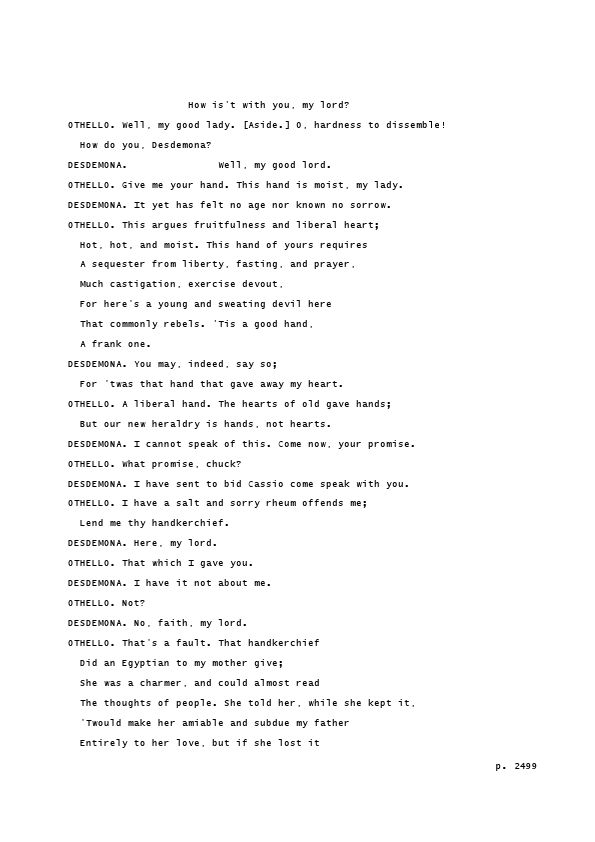 How is't with you, my lord?
OTHELLO. Well, my good lady. [Aside.] O, hardness to dissemble!
How do you, Desdemona?
DESDEMONA. Well, my good lord.
OTHELLO. Give me your hand. This hand is moist, my lady.
DESDEMONA. It yet has felt no age nor known no sorrow.
OTHELLO. This argues fruitfulness and liberal heart;
Hot, hot, and moist. This hand of yours requires
A sequester from liberty, fasting, and prayer,
Much castigation, exercise devout,
For here's a young and sweating devil here
That commonly rebels. 'Tis a good hand,
A frank one.
DESDEMONA. You may, indeed, say so;
For 'twas that hand that gave away my heart.
OTHELLO. A liberal hand. The hearts of old gave hands;
But our new heraldry is hands, not hearts.
DESDEMONA. I cannot speak of this. Come now, your promise.
OTHELLO. What promise, chuck?
DESDEMONA. I have sent to bid Cassio come speak with you.
OTHELLO. I have a salt and sorry rheum offends me;
Lend me thy handkerchief.
DESDEMONA. Here, my lord.
OTHELLO. That which I gave you.
DESDEMONA. I have it not about me.
OTHELLO. Not?
DESDEMONA. No, faith, my lord.
OTHELLO. That's a fault. That handkerchief
Did an Egyptian to my mother give;
She was a charmer, and could almost read
The thoughts of people. She told her, while she kept it,
'Twould make her amiable and subdue my father
Entirely to her love, but if she lost it
p. 2499